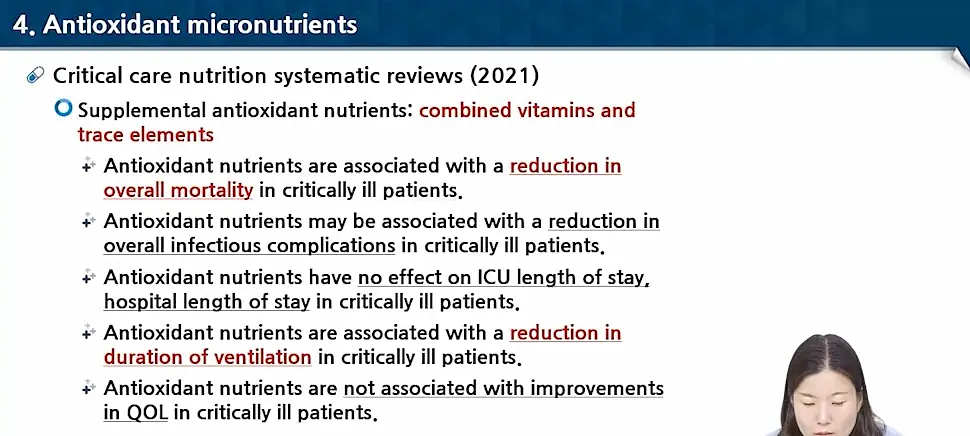 4. Antioxidant micronutrients
Critical care nutrition systematic reviews (2021)
Supplemental antioxidant nutrients: combined vitamins and
trace elements
Antioxidant nutrients are associated with a reduction in
overall mortality in critically ill patients.
Antioxidant nutrients may be associated with a reduction in
overall infectious complications in critically ill patients.
Antioxidant nutrients have no effect on ICU length of stay,
hospital length of stay in critically ill patients.
Antioxidant nutrients are associated with a reduction in
duration of ventilation in critically ill patients.
Antioxidant nutrients are not associated with improvements
in QOL in critically ill patients.